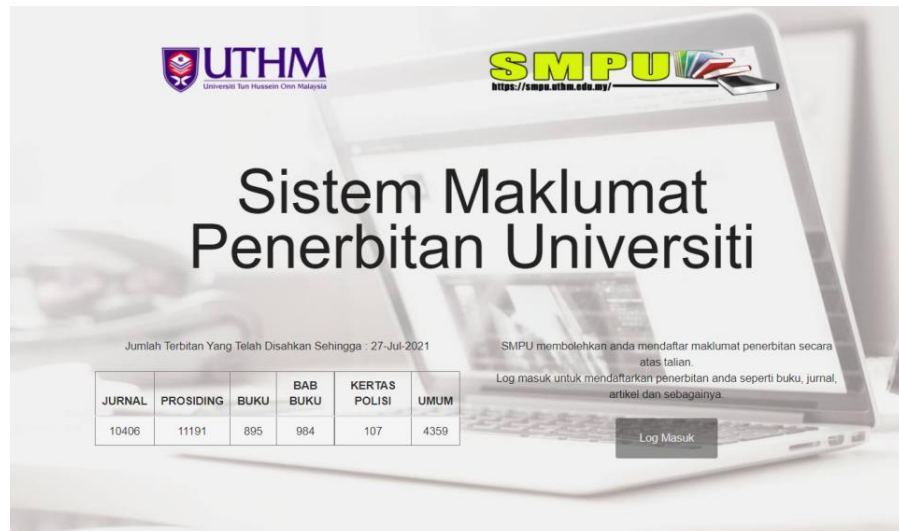 UTHM
Universiti Tun Hussein Onn Malaysia
SMPU
https://smpu.uthm.edu.my/
Sistem Maklumat
Penerbitan Universiti
Jumlah Terbitan Yang Telah Disahkan Sehingga : 27-Jul-2021
JURNAL PROSIDING BUKU BAB BUKU KERTAS POLISI UMUM
10406 11191 895 984 107 4359
SMPU membolehkan anda mendaftar maklumat penerbitan secara
atas talian.
Log masuk untuk mendaftarkan penerbitan anda seperti buku, jurnal,
artikel dan sebagainya.
Log Masuk